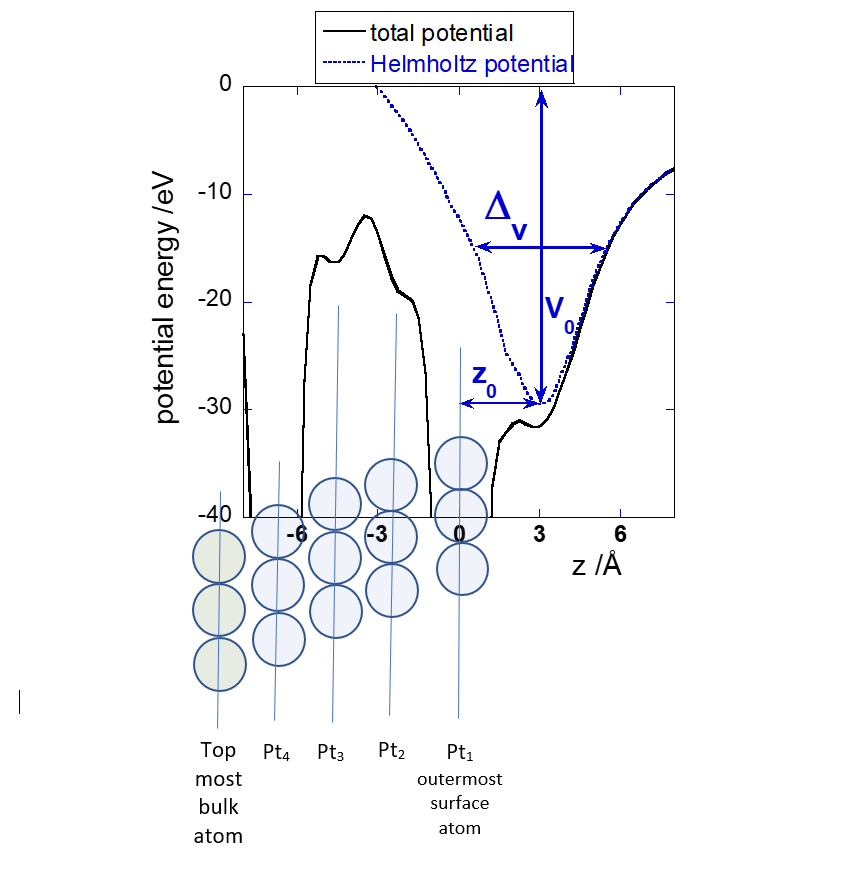 total potential
Helmholtz potential
0
-10
-20
-30
-40
potential energy /eV
Δv
V0
z0
-6 -3 0 3 6
z /Å
Top most bulk atom
Pt4
Pt3
Pt2
Pt1 outermost surface atom